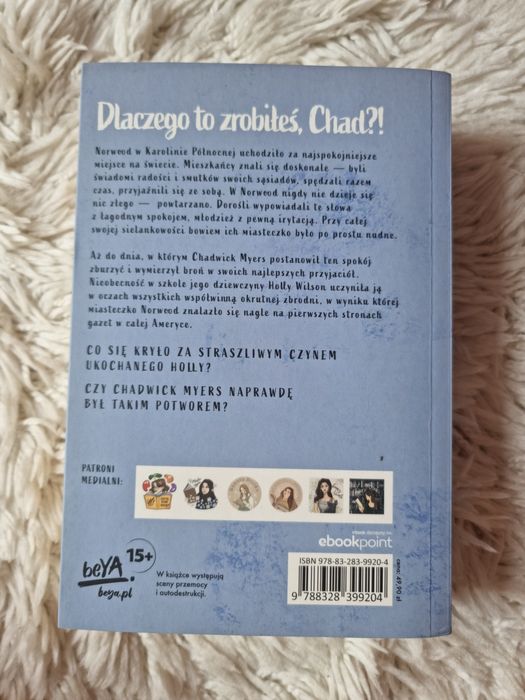 Dlaczego to zrobiłeś, Chad?!
Norwood w Karolinie Północnej uchodziło za najspokojniejsze
miejsce na świecie. Mieszkańcy znali się doskonale — byli
świadomi radości i smutków swoich sąsiadów, spędzali razem
czas, przyjaźnili się ze sobą. W Norwood nigdy nie dzieje się
nic złego — powtarzano. Dorośli wypowiadali te słowa
z łagodnym spokojem, młodzież z pewną irytacją. Przy całej
swojej sielankowości bowiem ich miasteczko było po prostu nudne.
Aż do dnia, w którym Chadwick Myers postanowił ten spokój
zburzyć i wymierzył broń w swoich najlepszych przyjaciół.
Nieobecność w szkole jego dziewczyny Holly Wilson uczyniła ją
w oczach wszystkich współwinną okrutnej zbrodni, w wyniku której
miasteczko Norwood znalazło się nagle na pierwszych stronach
gazet w całej Ameryce.
CO SIĘ KRYŁO ZA STRASZLIWYM CZYNEM
UKOCHANEGO HOLLY?
CZY CHADWICK MYERS NAPRAWDĘ
BYŁ TAKIM POTWOREM?
PATRONI
MEDIALNI:
ebook dostępny na
ebookpoint
beYA.
beya.pl
15+
W książce występują
sceny przemocy
i autodestrukcji.
ISBN 978-83-283-9920-4
9 788328 399204
cena: 49,90 zł